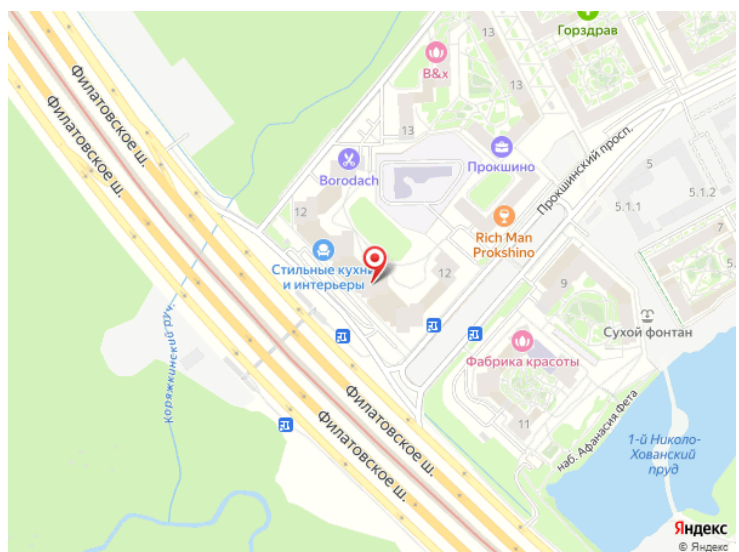 Горздрав
13
B&x
13
13
Филатовское ш.
Филатовское ш.
Прокшинский просп.
Borodach
Прокшино
5
5.1.2
5.1.1
12
Rich Man
Prokshino
Стильные кухни
и интерьеры
12
9
7.
5.
Сухой фонтан
Коряжкинский руч.
Фабрика красоты
Филатовское ш.
Филатовское ш.
11
наб. Афанасия Фета
1-й Николо-
Хованский
пруд
Яндекс
© Яндекс